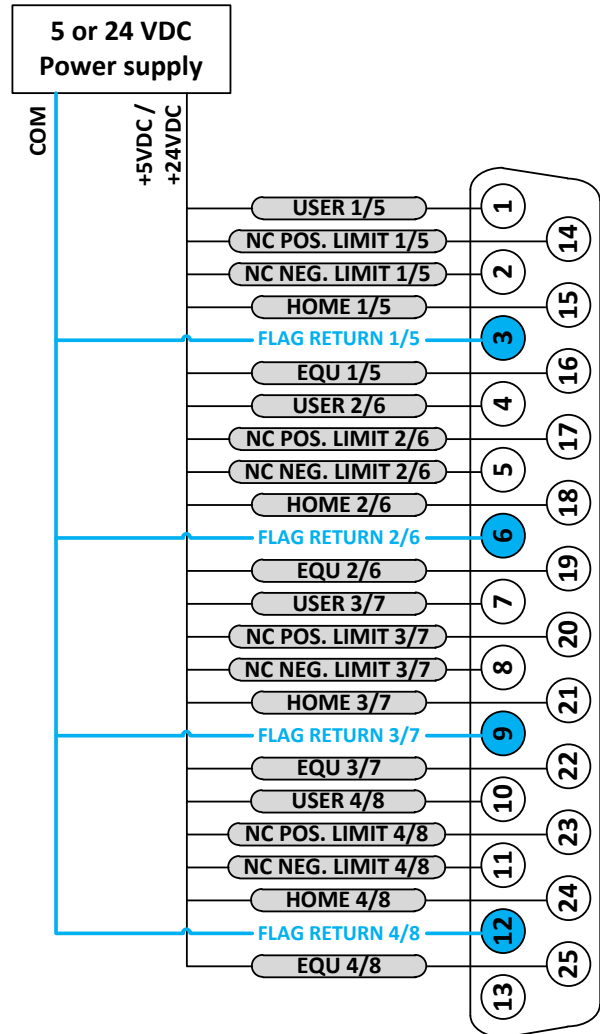 5 or 24 VDC
Power supply
COM
+5VDC /
+24VDC
USER 1/5
1
NC POS. LIMIT 1/5
14
NC NEG. LIMIT 1/5
2
HOME 1/5
15
FLAG RETURN 1/5
3
EQU 1/5
16
USER 2/6
4
NC POS. LIMIT 2/6
17
NC NEG. LIMIT 2/6
5
HOME 2/6
18
FLAG RETURN 2/6
6
EQU 2/6
19
USER 3/7
7
NC POS. LIMIT 3/7
20
NC NEG. LIMIT 3/7
8
HOME 3/7
21
FLAG RETURN 3/7
9
EQU 3/7
22
USER 4/8
10
NC POS. LIMIT 4/8
23
NC NEG. LIMIT 4/8
11
HOME 4/8
24
FLAG RETURN 4/8
12
EQU 4/8
25
13